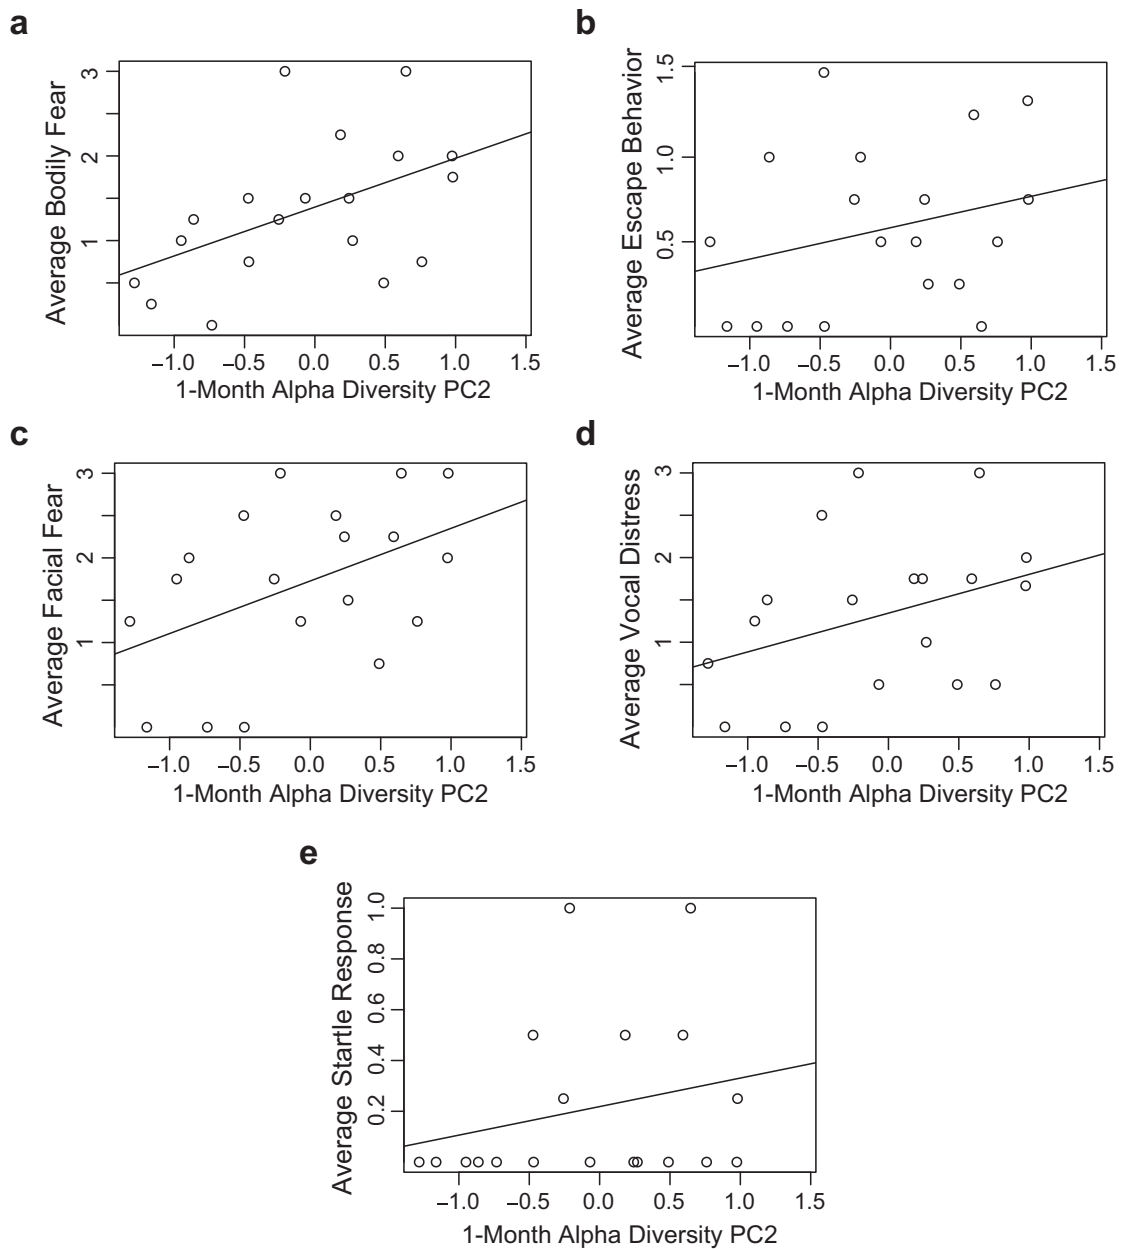 a
Average Bodily Fear
3
2
1
−1.0 −0.5 0.0 0.5 1.0 1.5
1-Month Alpha Diversity PC2
b
Average Escape Behavior
1.5
1.0
0.5
−1.0 −0.5 0.0 0.5 1.0 1.5
1-Month Alpha Diversity PC2
c
Average Facial Fear
3
2
1
−1.0 −0.5 0.0 0.5 1.0 1.5
1-Month Alpha Diversity PC2
d
Average Vocal Distress
3
2
1
−1.0 −0.5 0.0 0.5 1.0 1.5
1-Month Alpha Diversity PC2
e
Average Startle Response
1.0
0.8
0.6
0.4
0.2
−1.0 −0.5 0.0 0.5 1.0 1.5
1-Month Alpha Diversity PC2